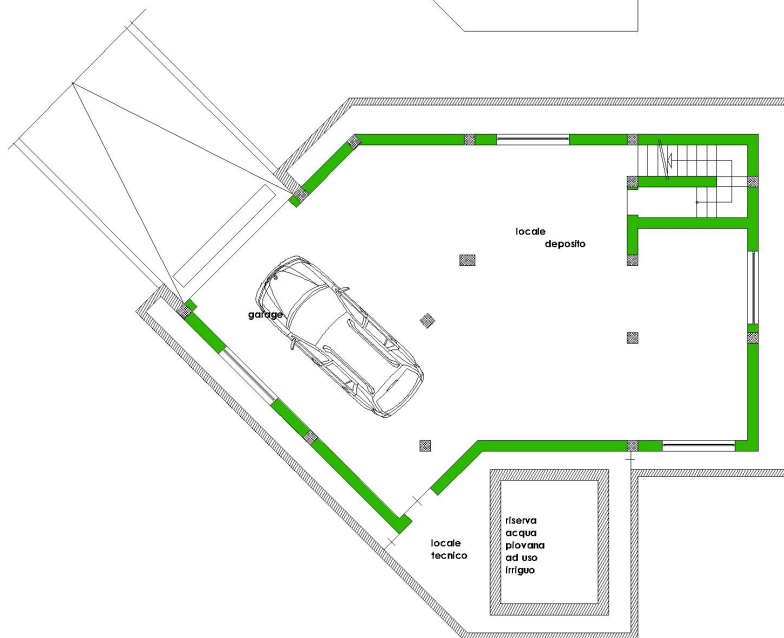 locale
deposito
garage
locale
tecnico
riserva
acqua
piovana
ad uso
irriguo